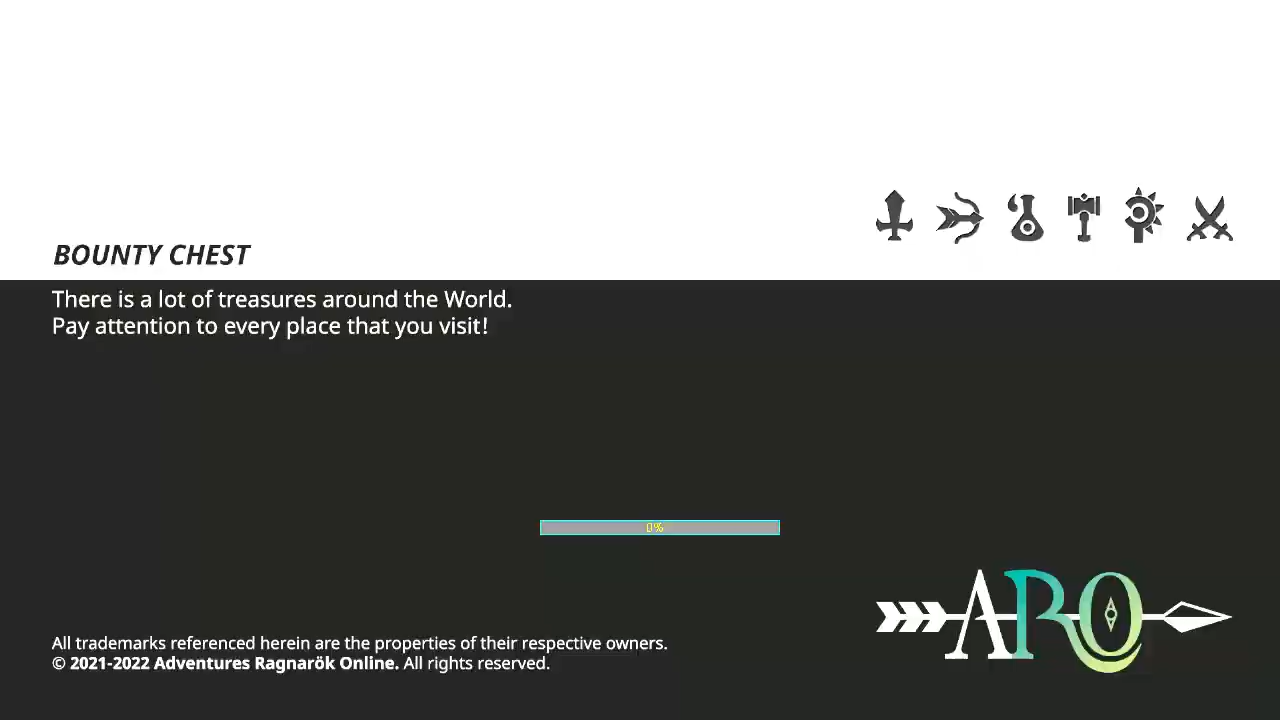 BOUNTY CHEST
There is a lot of treasures around the World.
Pay attention to every place that you visit!
0%
ARO
All trademarks referenced herein are the properties of their respective owners.
© 2021-2022 Adventures Ragnarök Online. All rights reserved.